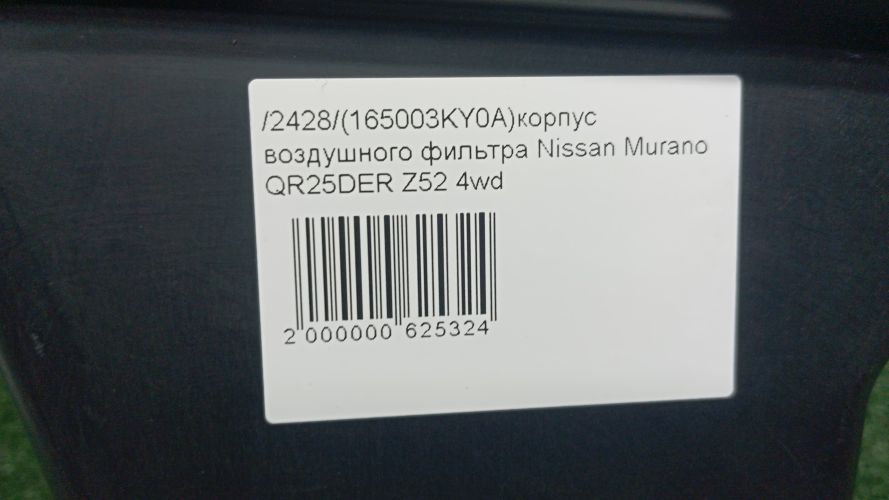 /2428/(165003KY0A)корпус
воздушного фильтра Nissan Murano
QR25DER Z52 4wd
2 000000 625324